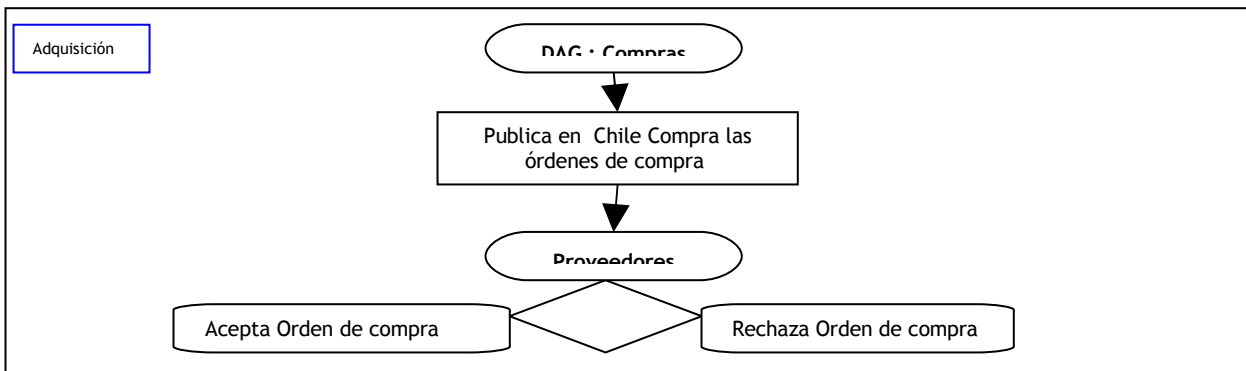 Adquisición
DAG : Compras
Publica en Chile Compra las
órdenes de compra
Proveedores
Acepta Orden de compra
Rechaza Orden de compra